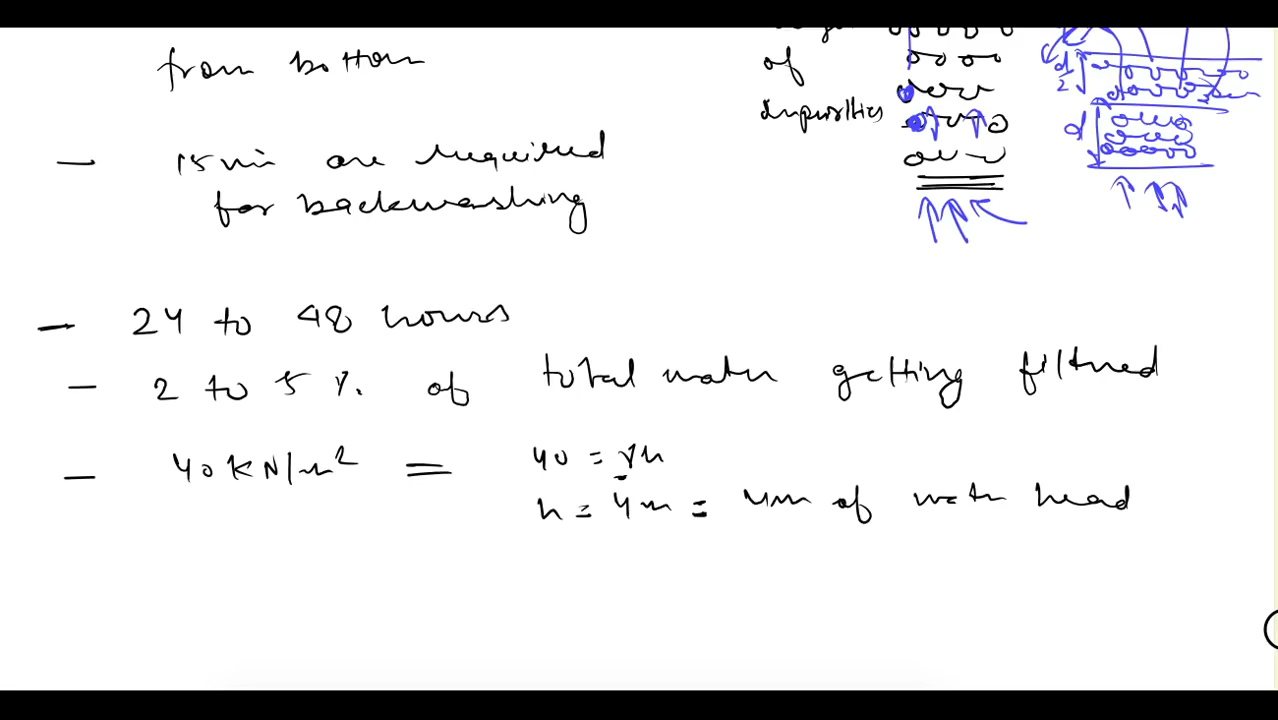 of
from bottom
impurities
d/2
d
– 15 min are required
for backwashing
– 24 to 48 hours
– 2 to 5 %. of total water getting filtered
– 40 kN/m² = 40 = γh
h = 4m = 4m of water head